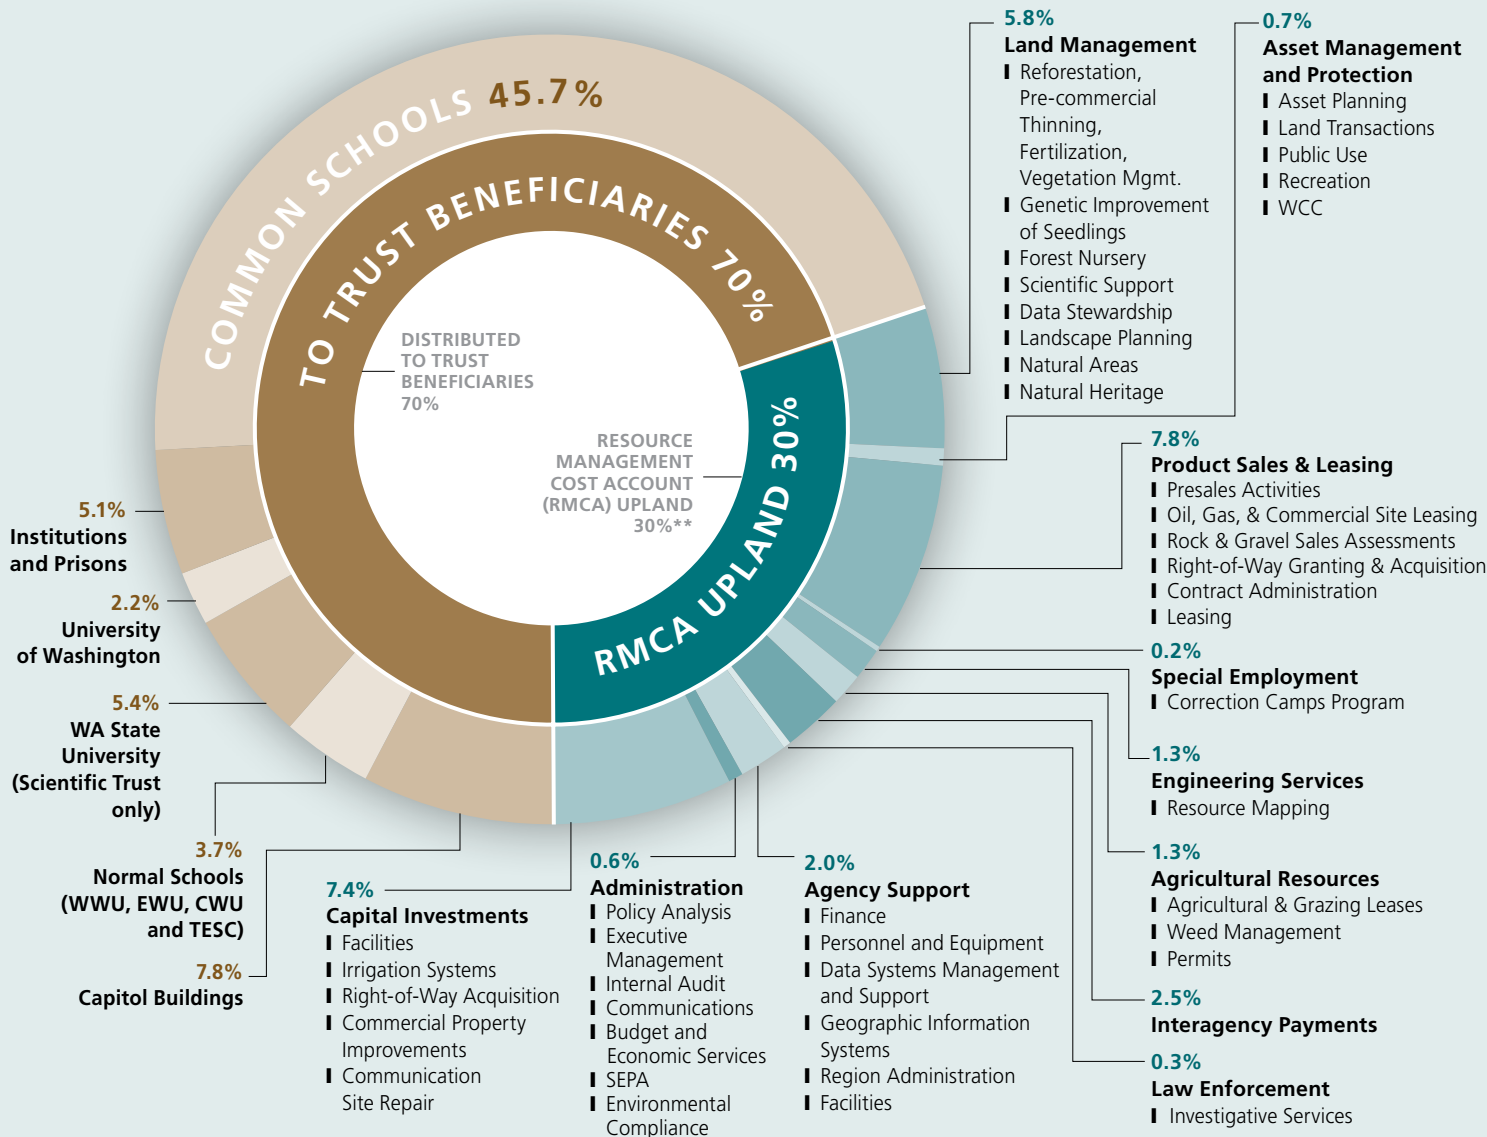 COMMON SCHOOLS 45.7%
TO TRUST BENEFICIARIES 70%
DISTRIBUTED
TO TRUST
BENEFICIARIES
70%
RESOURCE
MANAGEMENT
COST ACCOUNT
(RMCA) UPLAND
30%**
RMCA UPLAND 30%
5.8%
Land Management
Reforestation,
Pre-commercial
Thinning,
Fertilization,
Vegetation Mgmt.
Genetic Improvement
of Seedlings
Forest Nursery
Scientific Support
Data Stewardship
Landscape Planning
Natural Areas
Natural Heritage
0.7%
Asset Management
and Protection
Asset Planning
Land Transactions
Public Use
Recreation
WCC
7.8%
Product Sales & Leasing
Presales Activities
Oil, Gas, & Commercial Site Leasing
Rock & Gravel Sales Assessments
Right-of-Way Granting & Acquisition
Contract Administration
Leasing
0.2%
Special Employment
Correction Camps Program
1.3%
Engineering Services
Resource Mapping
1.3%
Agricultural Resources
Agricultural & Grazing Leases
Weed Management
Permits
2.5%
Interagency Payments
0.3%
Law Enforcement
Investigative Services
5.1%
Institutions
and Prisons
2.2%
University
of Washington
5.4%
WA State
University
(Scientific Trust
only)
3.7%
Normal Schools
(WWU, EWU, CWU
and TESC)
7.8%
Capitol Buildings
7.4%
Capital Investments
Facilities
Irrigation Systems
Right-of-Way Acquisition
Commercial Property
Improvements
Communication
Site Repair
0.6%
Administration
Policy Analysis
Executive
Management
Internal Audit
Communications
Budget and
Economic Services
SEPA
Environmental
Compliance
2.0%
Agency Support
Finance
Personnel and Equipment
Data Systems Management
and Support
Geographic Information
Systems
Region Administration
Facilities